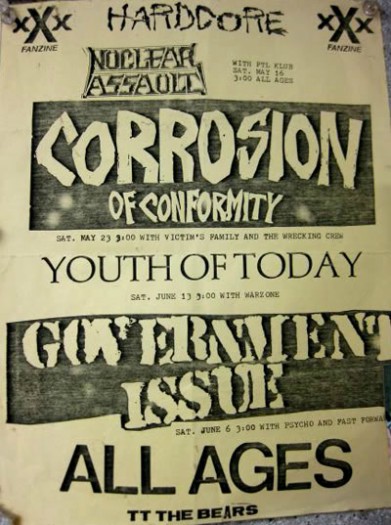 xXx
FANZINE
HARDCORE
xXx
FANZINE
NUCLEAR
ASSAULT
WITH PTL KLUB
SAT. MAY 16
3:00 ALL AGES
CORROSION
OF CONFORMITY
SAT. MAY 23 3:00 WITH VICTIM'S FAMILY AND THE WRECKING CREW
YOUTH OF TODAY
SAT. JUNE 13 3:00 WITH WARZONE
GOVERNMENT
ISSUE
SAT. JUNE 6 3:00 WITH PSYCHO AND FAST FORWA
ALL AGES
TT THE BEARS